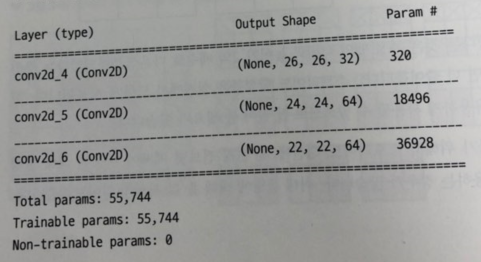 Layer (type) Output Shape Param #
=================================================================
conv2d_4 (Conv2D) (None, 26, 26, 32) 320
_________________________________________________________________
conv2d_5 (Conv2D) (None, 24, 24, 64) 18496
_________________________________________________________________
conv2d_6 (Conv2D) (None, 22, 22, 64) 36928
=================================================================
Total params: 55,744
Trainable params: 55,744
Non-trainable params: 0